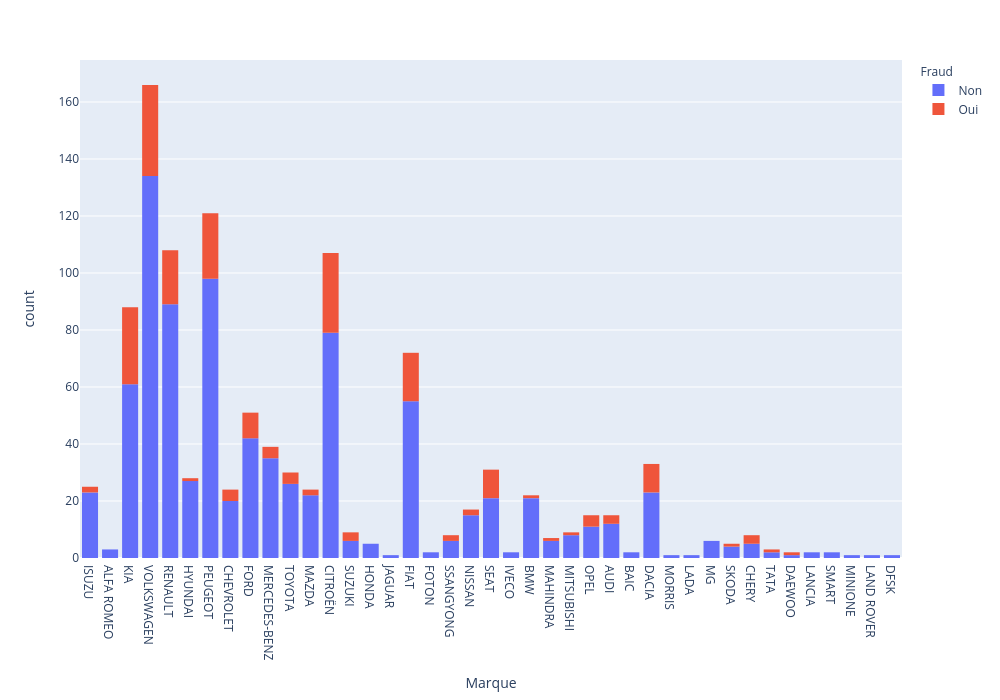 Fraud
Non
Oui
160
140
120
100
80
60
40
20
0
count
ISUZU
ALFA ROMEO
KIA
VOLKSWAGEN
RENAULT
HYUNDAI
PEUGEOT
CHEVROLET
FORD
MERCEDES-BENZ
TOYOTA
MAZDA
CITROËN
SUZUKI
HONDA
JAGUAR
FIAT
FOTON
SSANGYONG
NISSAN
SEAT
IVECO
BMW
MAHINDRA
MITSUBISHI
OPEL
AUDI
BAIC
DACIA
MORRIS
LADA
MG
SKODA
CHERY
TATA
DAEWOO
LANCIA
SMART
MINIONE
LAND ROVER
DFSK
Marque